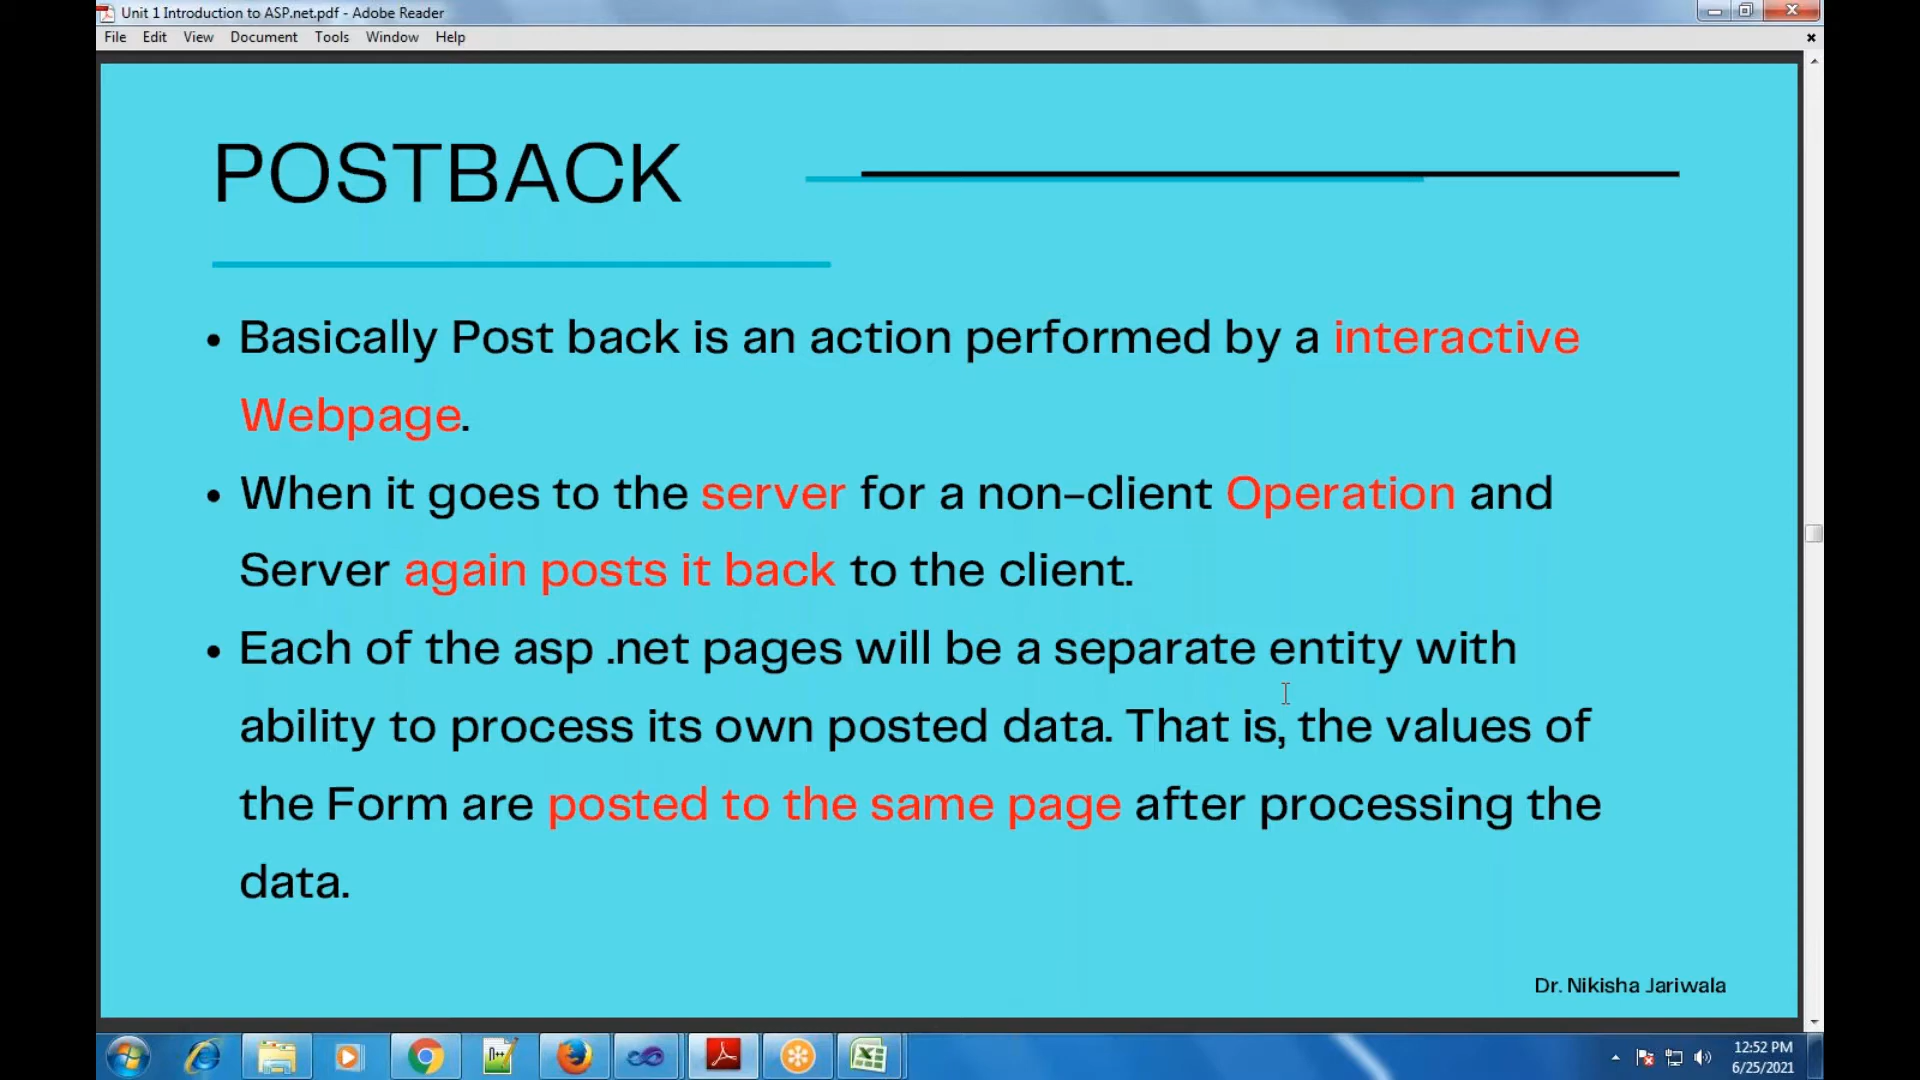 Unit 1 Introduction to ASP.net.pdf - Adobe Reader
File Edit View Document Tools Window Help
POSTBACK
• Basically Post back is an action performed by a interactive
Webpage.
• When it goes to the server for a non-client Operation and
Server again posts it back to the client.
• Each of the asp .net pages will be a separate entity with
ability to process its own posted data. That is, the values of
the Form are posted to the same page after processing the
data.
Dr. Nikisha Jariwala
12:52 PM
6/25/2021